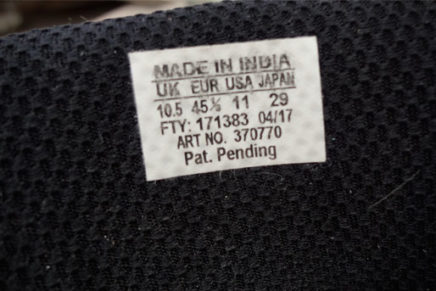 MADE IN INDIA
UK EUR USA JAPAN
10.5 45⅓ 11 29
FTY: 171383 04/17
ART NO. 370770
Pat. Pending